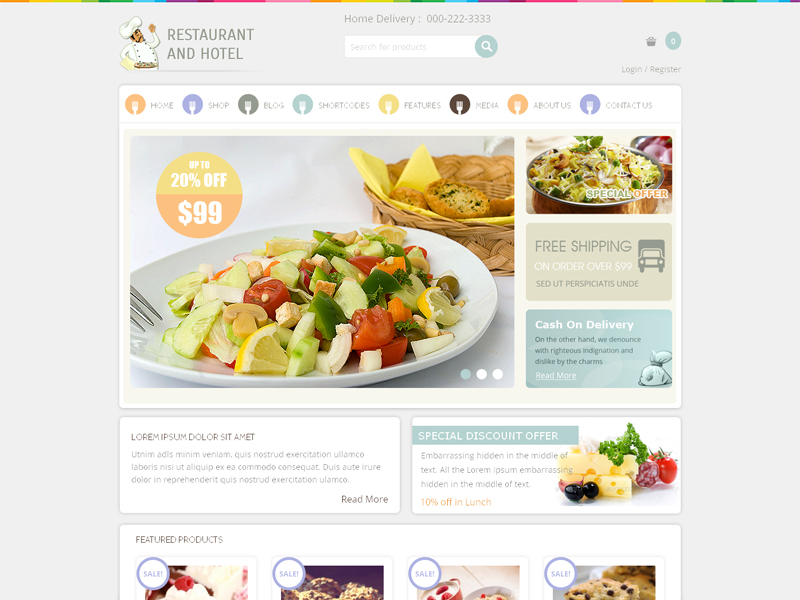 RESTAURANT
AND HOTEL
Home Delivery : 000-222-3333
Search for products
0
Login / Register
HOME
SHOP
BLOG
SHORTCODES
FEATURES
MEDIA
ABOUT US
CONTACT US
UP TO
20% OFF
$99
SPECIAL OFFER
FREE SHIPPING
ON ORDER OVER $99
SED UT PERSPICIATIS UNDE
Cash On Delivery
On the other hand, we denounce
with righteous indignation and
dislike by the charms
Read More
LOREM IPSUM DOLOR SIT AMET
Utnim adls minim veniam, quis nostrud exercitation ullamco
laboris nisi ut aliquip ex ea commodo consequat. Duis aute irure
dolor in reprehenderit quis nostrud exercitation ulamco.
Read More
SPECIAL DISCOUNT OFFER
Embarrassing hidden in the middle of
text. All the Lorem Ipsum embarrassing
hidden in the middle of text.
10% off in Lunch
FEATURED PRODUCTS
SALE!
SALE!
SALE!
SALE!